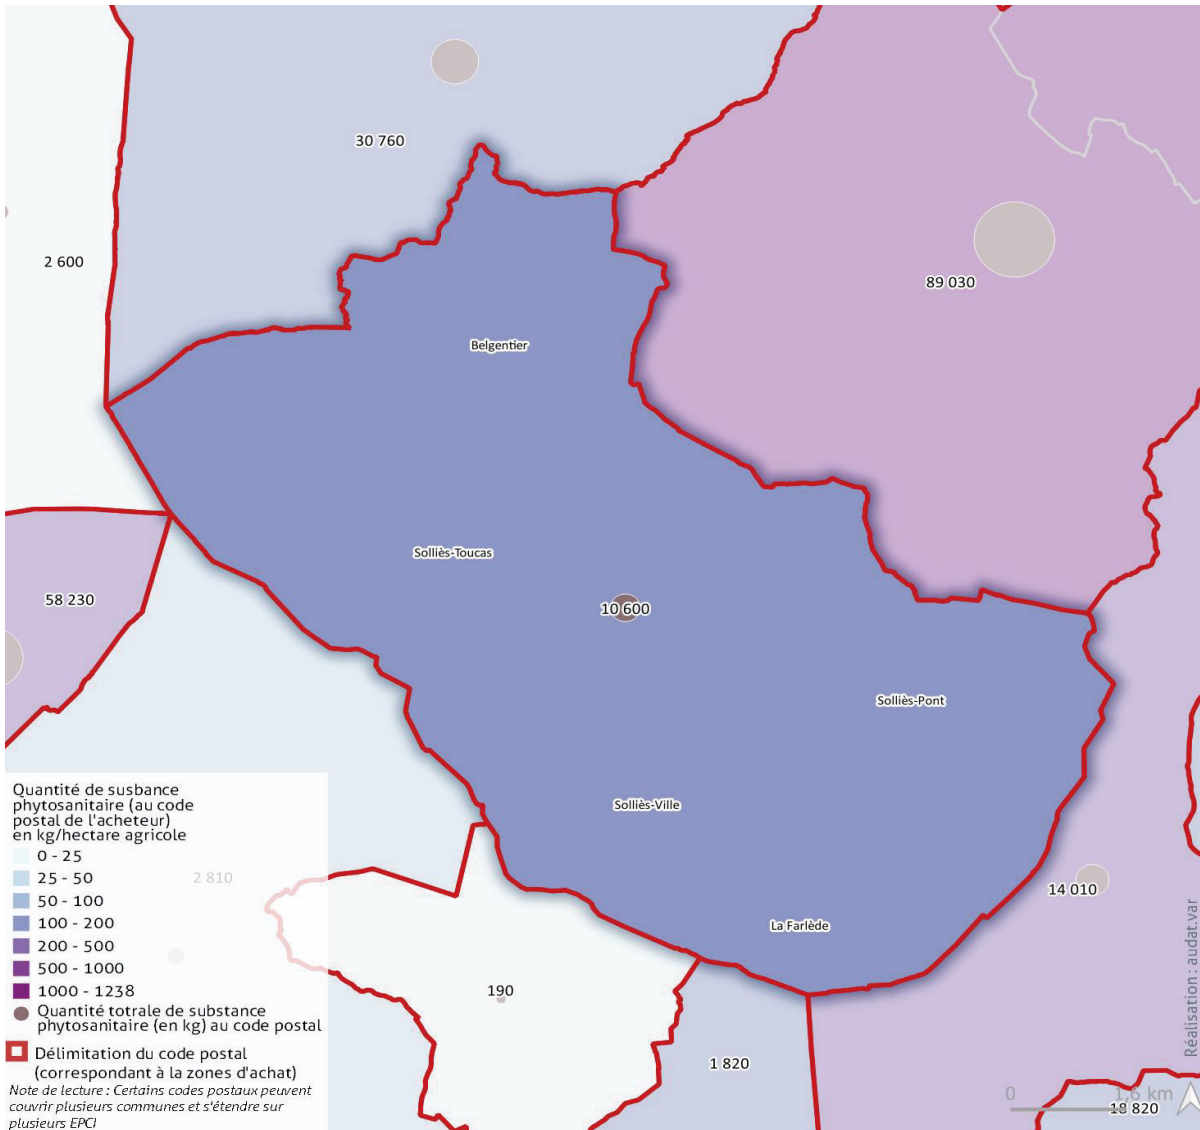 30 760
2 600
89 030
Belgentier
Solliès-Toucas
58 230
10 600
Solliès-Pont
Solliès-Ville
Quantité de susbance
phytosanitaire (au code
postal de l'acheteur)
en kg/hectare agricole
0 - 25
25 - 50
50 - 100
100 - 200
200 - 500
500 - 1000
1000 - 1238
Quantité totrale de substance
phytosanitaire (en kg) au code postal
Délimitation du code postal
(correspondant à la zones d'achat)
Note de lecture : Certains codes postaux peuvent
couvrir plusieurs communes et s'étendre sur
plusieurs EPCI
2 810
14 010
La Farlède
190
1 820
0 1,6 km
18 820
Réalisation : audat.var